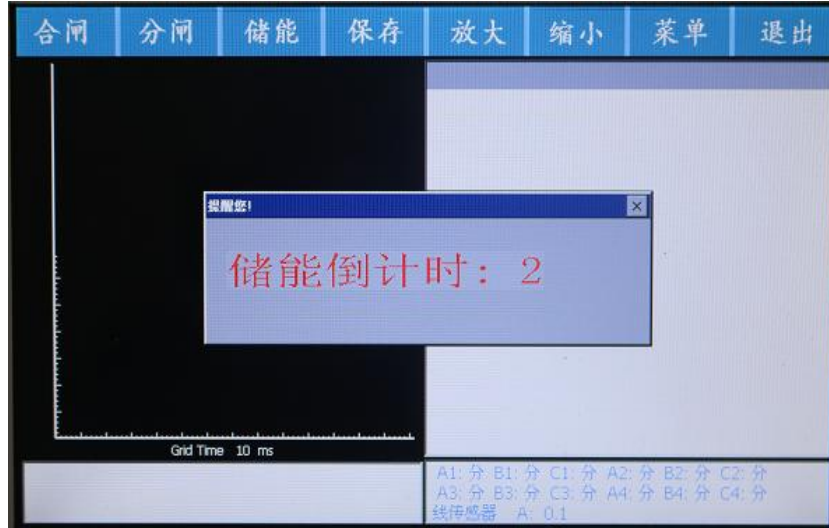 合闸 分闸 储能 保存 放大 缩小 菜单 退出
提醒您!
储能倒计时: 2
Grid Time 10 ms
A1: 分 B1: 分 C1: 分 A2: 分 B2: 分 C2: 分
A3: 分 B3: 分 C3: 分 A4: 分 B4: 分 C4: 分
线传感器 A: 0.1